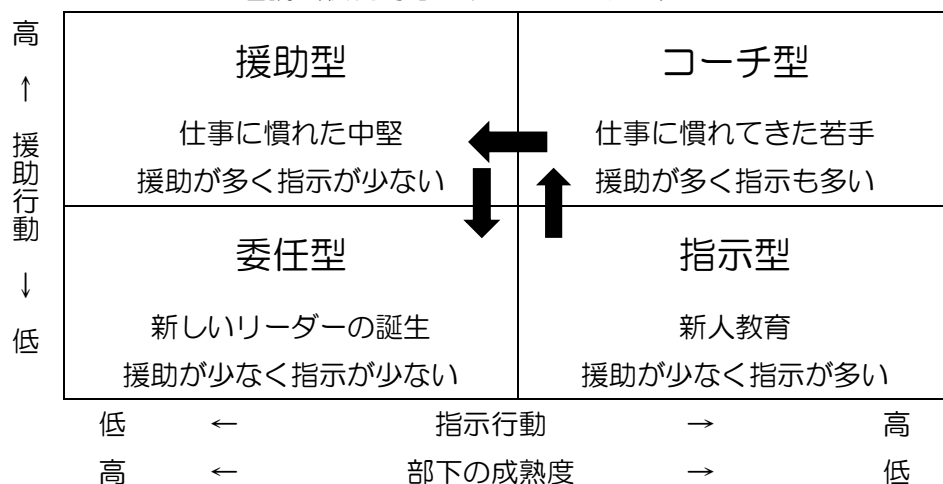 高
↑
援助行動
↓
低
援助型
仕事に慣れた中堅
援助が多く指示が少ない
コーチ型
仕事に慣れてきた若手
援助が多く指示も多い
委任型
新しいリーダーの誕生
援助が少なく指示が少ない
指示型
新人教育
援助が少なく指示が多い
低 ← 指示行動 → 高
高 ← 部下の成熟度 → 低